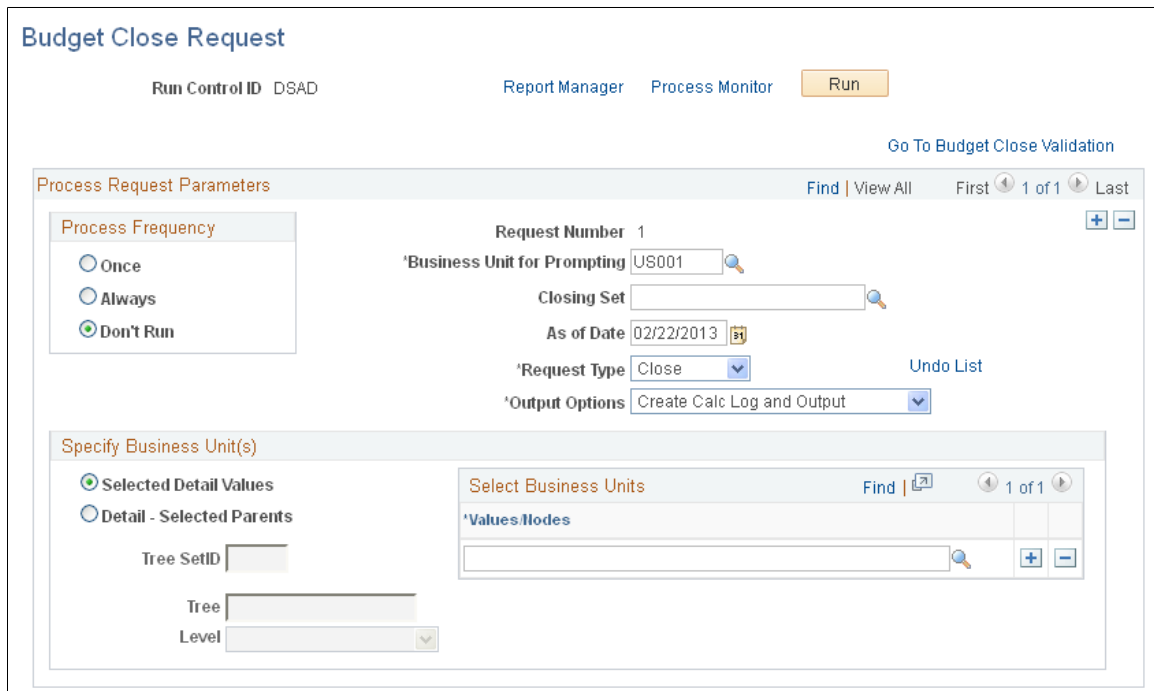 Budget Close Request
Run Control ID DSAD Report Manager Process Monitor Run
Go To Budget Close Validation
Process Request Parameters Find | View All First 1 of 1 Last
Process Frequency
Once
Always
Don't Run
Request Number 1
*Business Unit for Prompting US001
Closing Set
As of Date 02/22/2013 31
*Request Type Close Undo List
*Output Options Create Calc Log and Output
Specify Business Unit(s)
Selected Detail Values
Detail - Selected Parents
Tree SetID
Tree
Level
Select Business Units Find | 1 of 1
*Values/Nodes